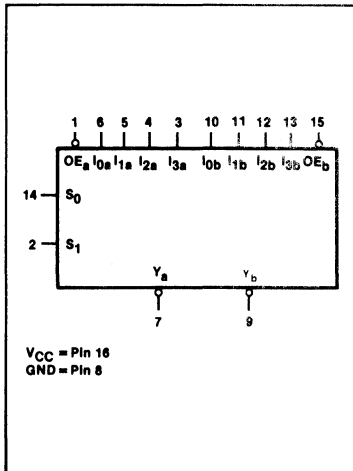 1 6 5 4 3 10 11 12 13 15
OEa I0a I1a I2a I3a I0b I1b I2b I3b OEb
14 S0
2 S1
Ya Yb
7 9
VCC = Pin 16
GND = Pin 8